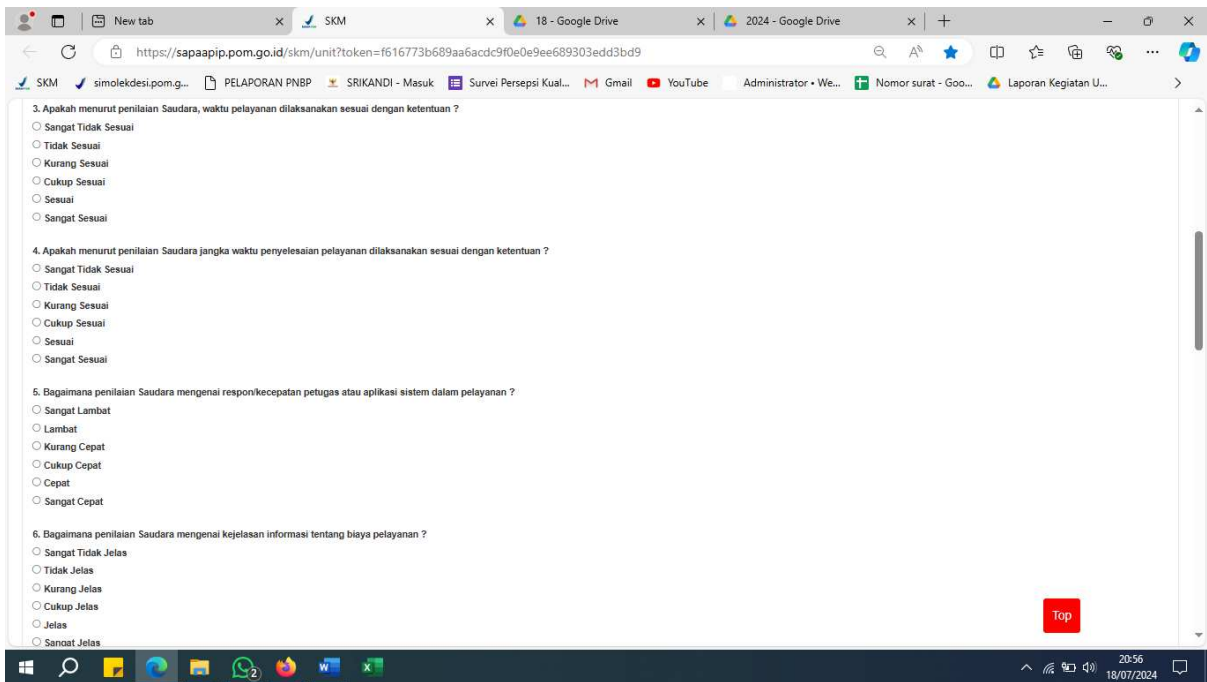 New tab
SKM
18 - Google Drive
2024 - Google Drive
https://sapaapip.pom.go.id/skm/unit?token=f616773b689aa6acdc9f0e0e9ee689303edd3bd9
SKM
simolekdesi.pom.g...
PELAPORAN PNBP
SRIKANDI - Masuk
Survei Persepsi Kual...
Gmail
YouTube
Administrator • We...
Nomor surat - Goo...
Laporan Kegiatan U...
3. Apakah menurut penilaian Saudara, waktu pelayanan dilaksanakan sesuai dengan ketentuan ?
Sangat Tidak Sesuai
Tidak Sesuai
Kurang Sesuai
Cukup Sesuai
Sesuai
Sangat Sesuai
4. Apakah menurut penilaian Saudara jangka waktu penyelesaian pelayanan dilaksanakan sesuai dengan ketentuan ?
Sangat Tidak Sesuai
Tidak Sesuai
Kurang Sesuai
Cukup Sesuai
Sesuai
Sangat Sesuai
5. Bagaimana penilaian Saudara mengenai respon/kecepatan petugas atau aplikasi sistem dalam pelayanan ?
Sangat Lambat
Lambat
Kurang Cepat
Cukup Cepat
Cepat
Sangat Cepat
6. Bagaimana penilaian Saudara mengenai kejelasan informasi tentang biaya pelayanan ?
Sangat Tidak Jelas
Tidak Jelas
Kurang Jelas
Cukup Jelas
Jelas
Sangat Jelas
Top
2
20:56
18/07/2024